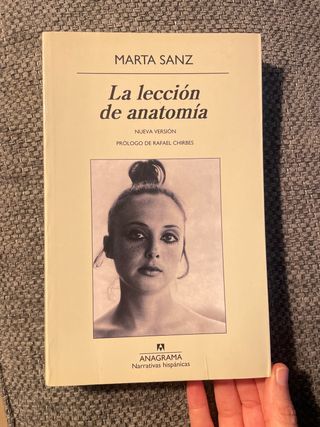 MARTA SANZ
La lección
de anatomía
NUEVA VERSIÓN
PRÓLOGO DE RAFAEL CHIRBES
ANAGRAMA
Narrativas hispánicas